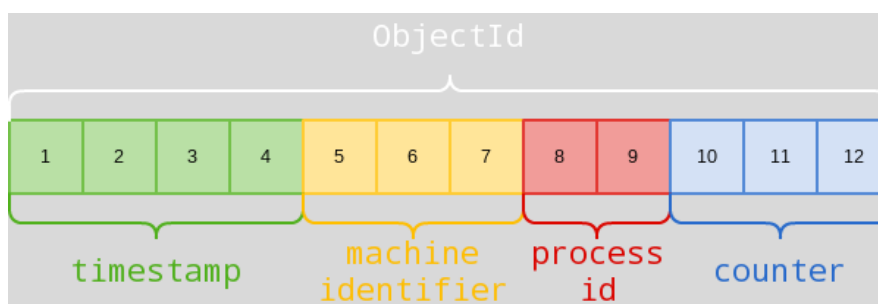 ObjectId
1 2 3 4 5 6 7 8 9 10 11 12
timestamp
machine
identifier
process
id
counter